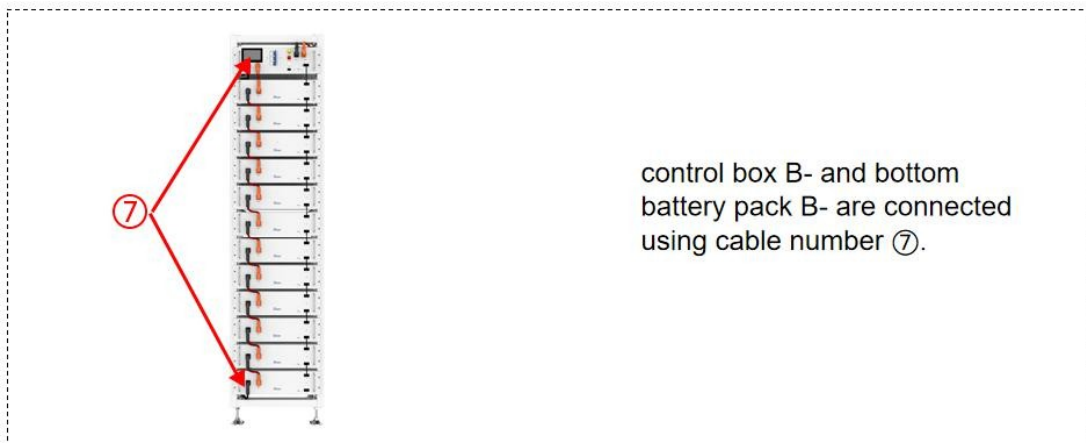 ⑦
control box B- and bottom
battery pack B- are connected
using cable number ⑦.